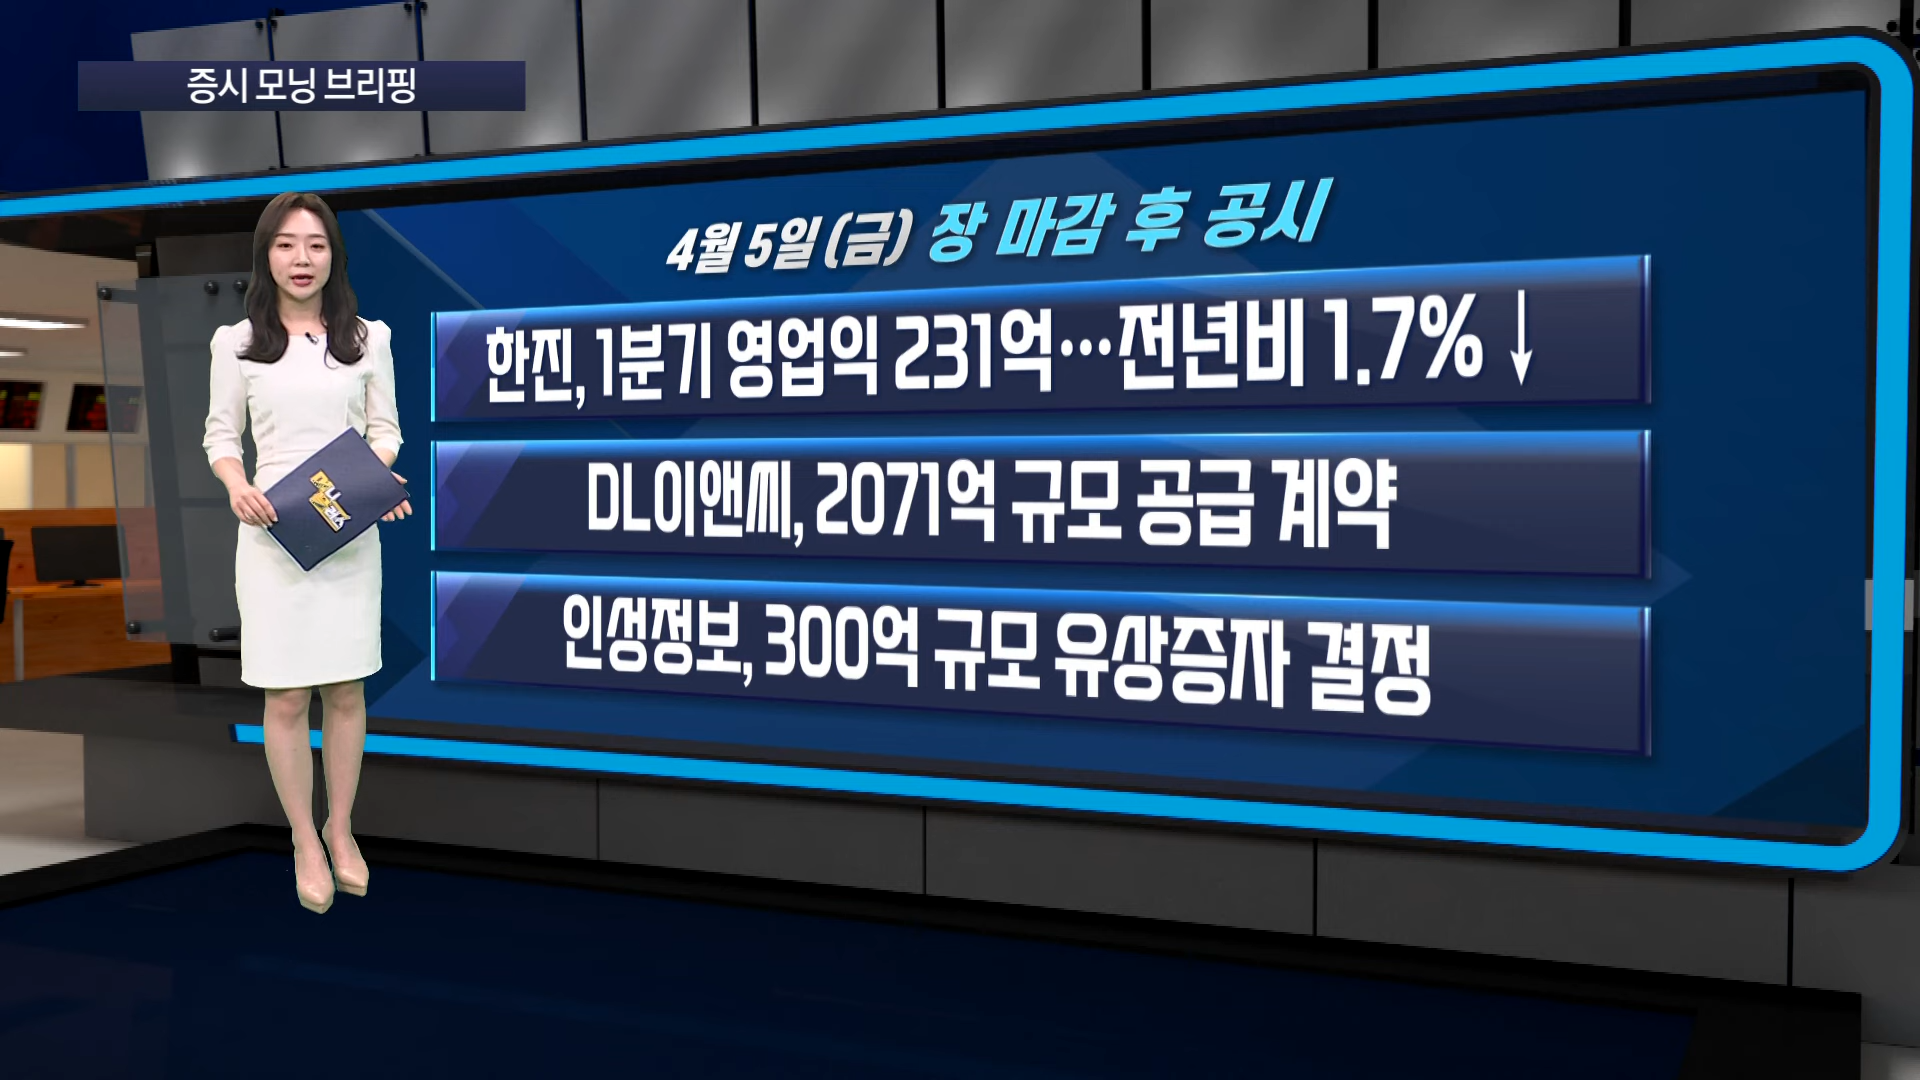 증시 모닝 브리핑
4월 5일 (금) 장 마감 후 공시
한진, 1분기 영업익 231억…전년비 1.7% ↓
DL이앤씨, 2071억 규모 공급 계약
인성정보, 300억 규모 유상증자 결정